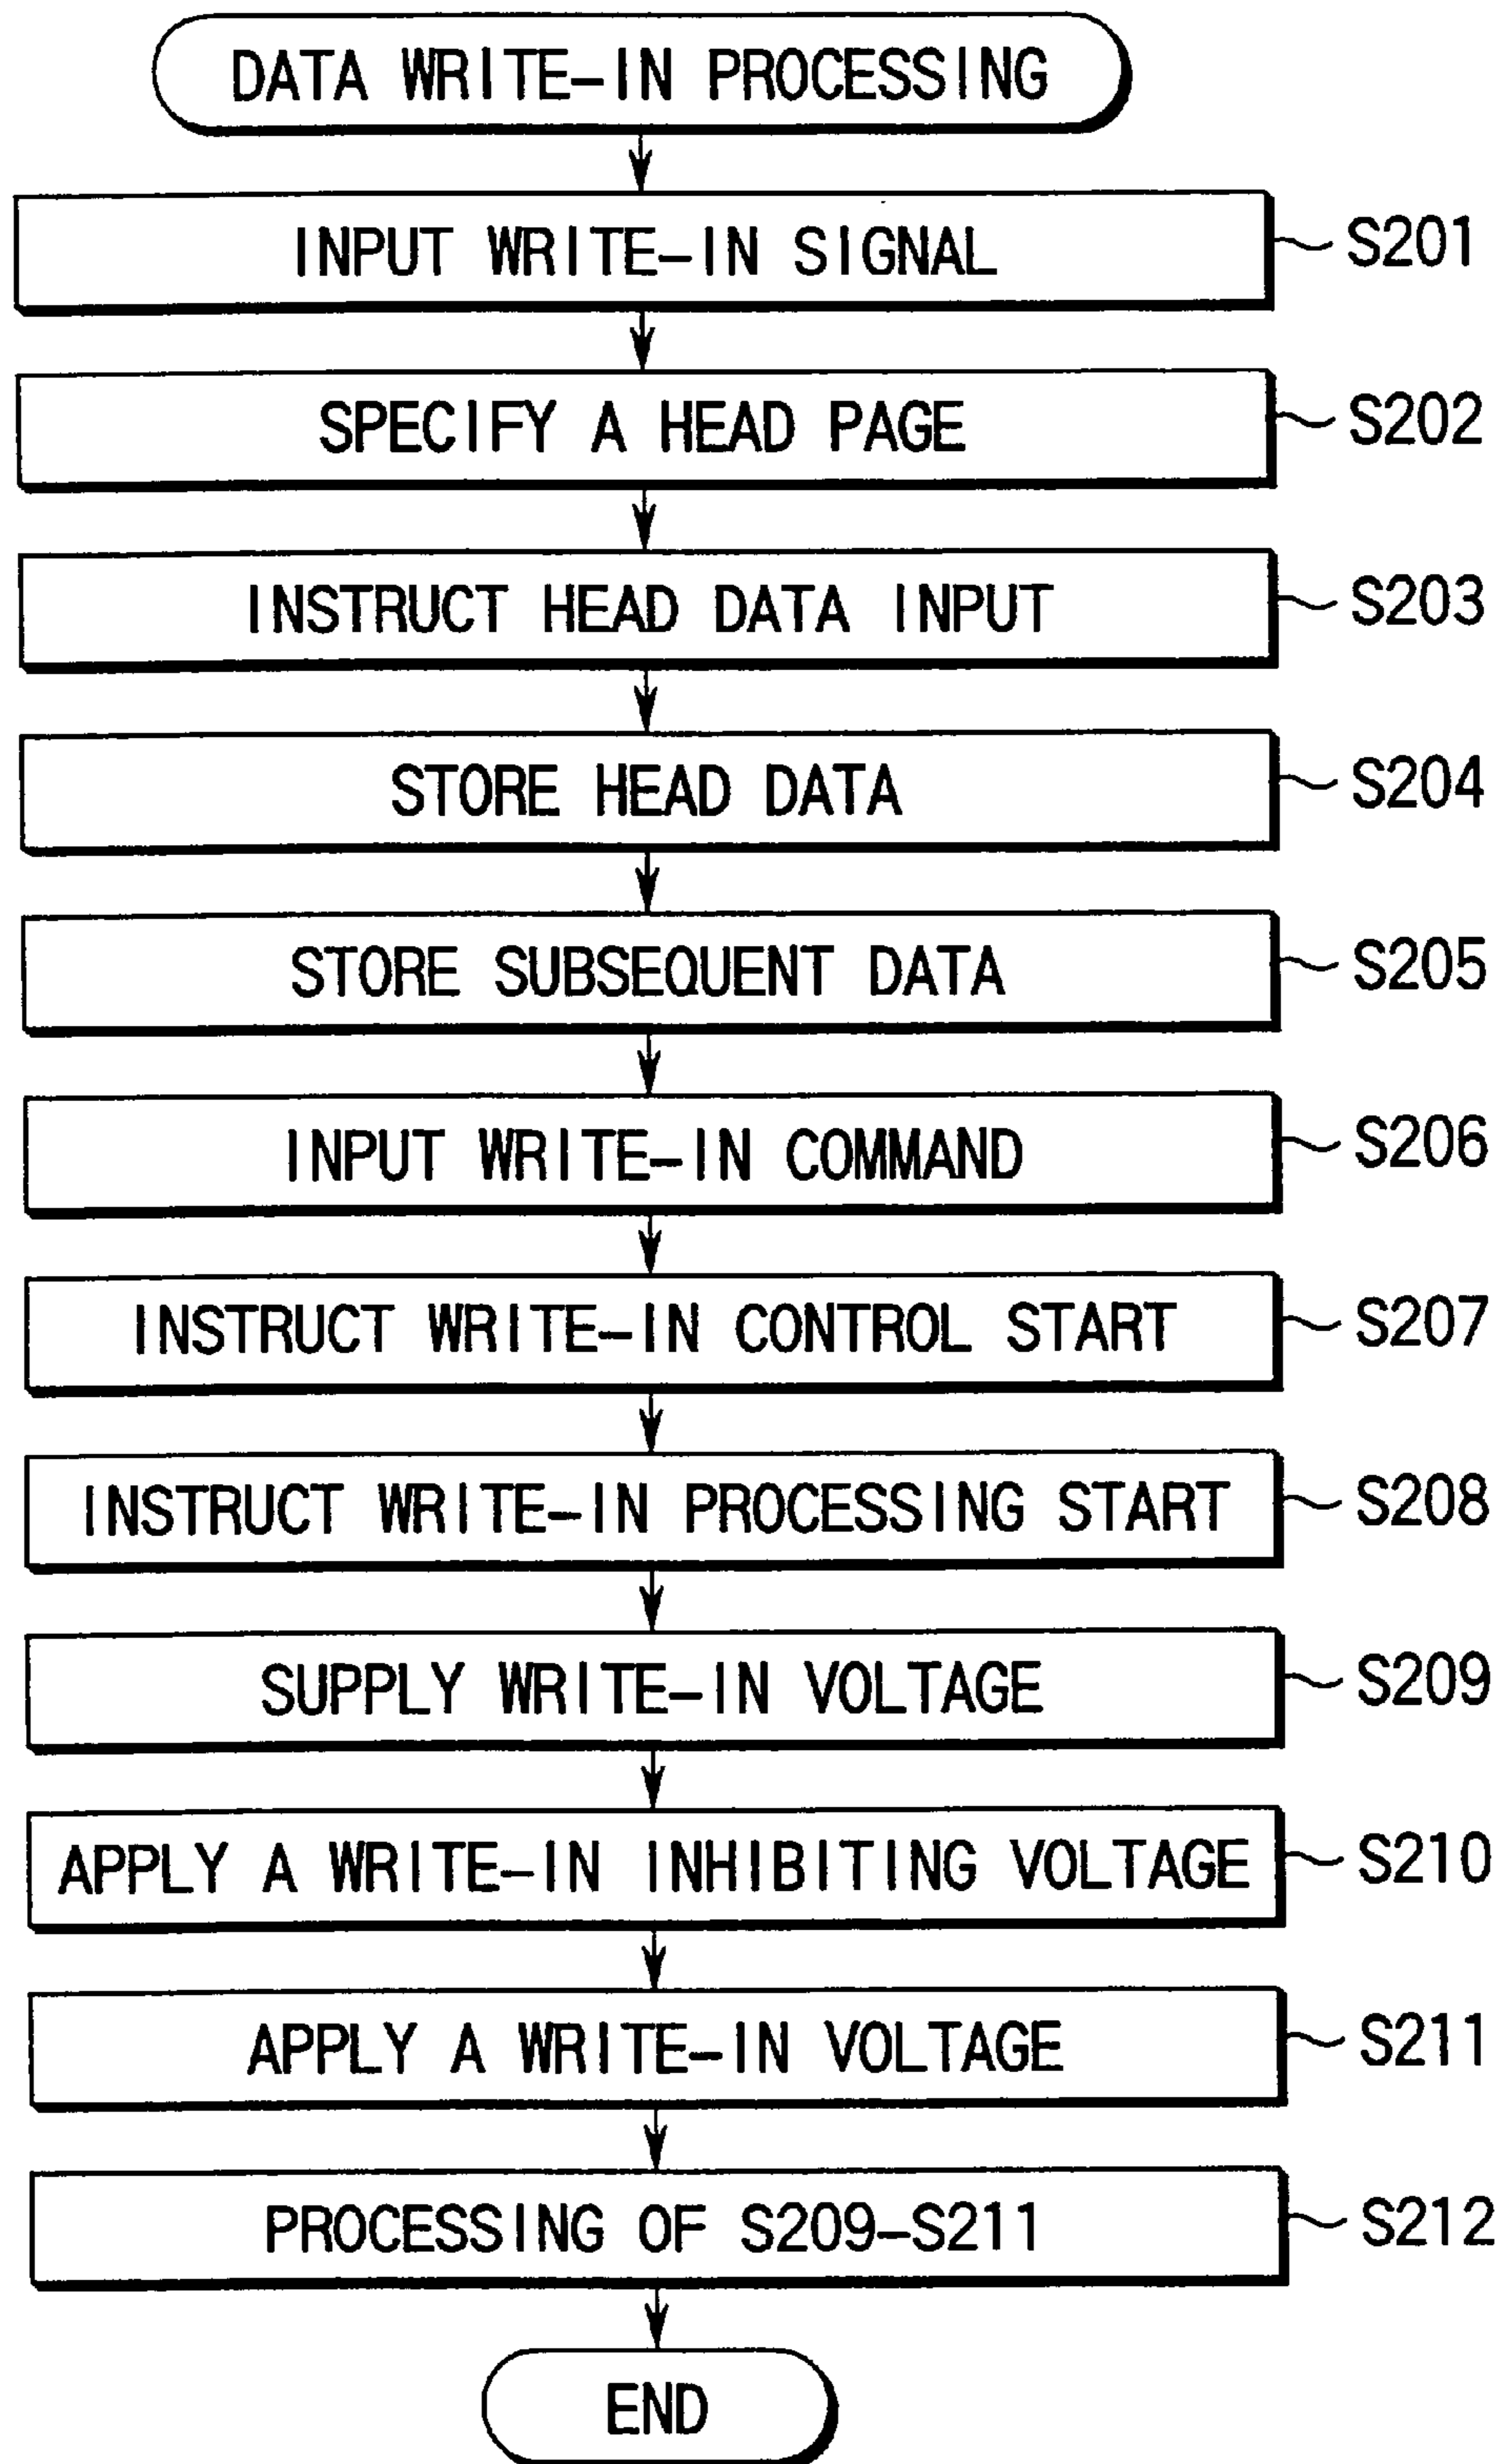 DATA WRITE-IN PROCESSING
INPUT WRITE-IN SIGNAL S201
SPECIFY A HEAD PAGE S202
INSTRUCT HEAD DATA INPUT S203
STORE HEAD DATA S204
STORE SUBSEQUENT DATA S205
INPUT WRITE-IN COMMAND S206
INSTRUCT WRITE-IN CONTROL START S207
INSTRUCT WRITE-IN PROCESSING START S208
SUPPLY WRITE-IN VOLTAGE S209
APPLY A WRITE-IN INHIBITING VOLTAGE S210
APPLY A WRITE-IN VOLTAGE S211
PROCESSING OF S209-S211 S212
END